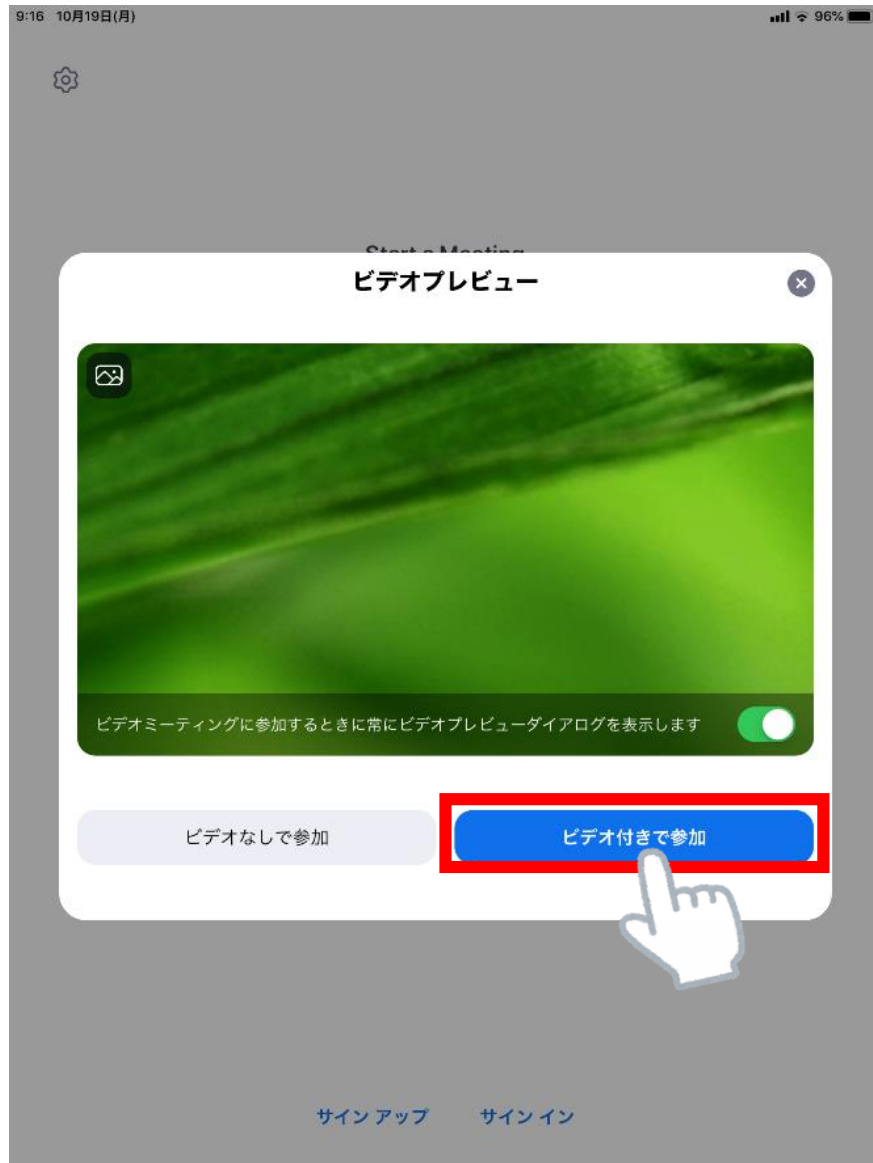 9:16 10月19日(月)
96%
Start a Meeting
ビデオプレビュー
ビデオミーティングに参加するときに常にビデオプレビューダイアログを表示します
ビデオなしで参加
ビデオ付きで参加
サイン アップ
サイン イン